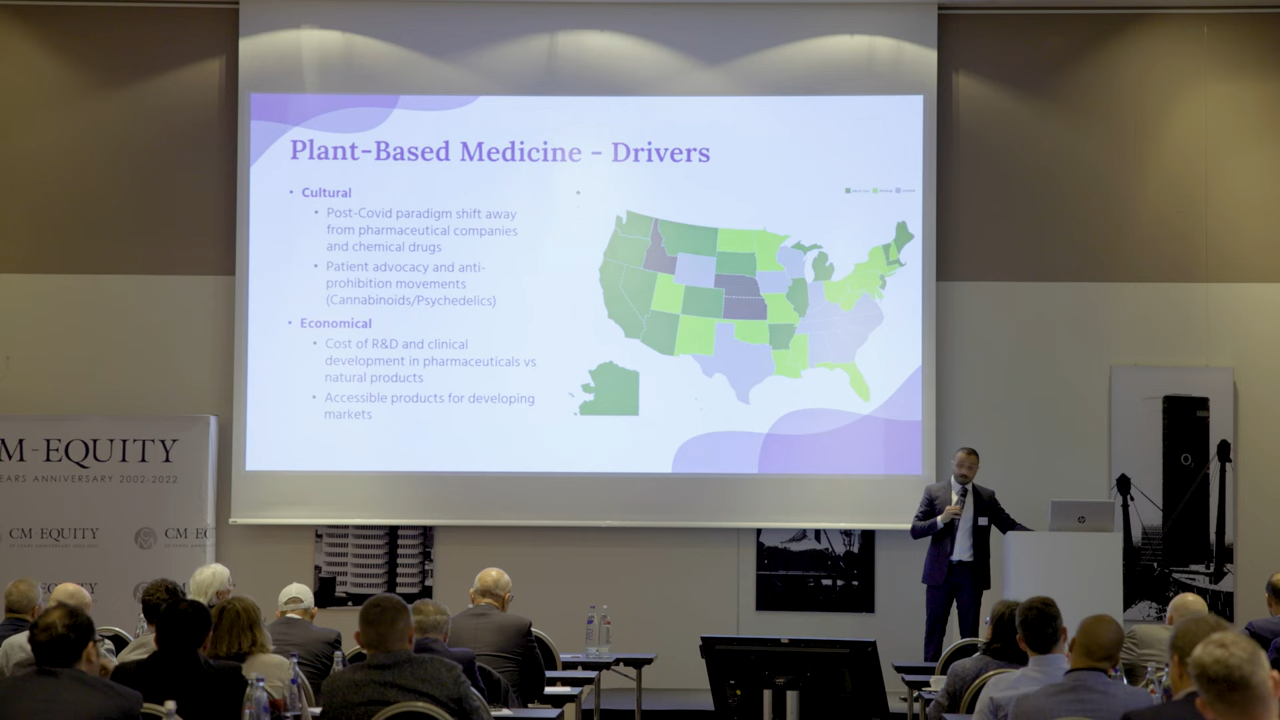 Plant-Based Medicine - Drivers
• Cultural
• Post-Covid paradigm shift away
from pharmaceutical companies
and chemical drugs
• Patient advocacy and anti-
prohibition movements
(Cannabinoids/Psychedelics)
• Economical
• Cost of R&D and clinical
development in pharmaceuticals vs
natural products
• Accessible products for developing
markets
M-EQUITY
EARS ANNIVERSARY 2002-2022
CM-EQUITY
CM-EQUIT
hp